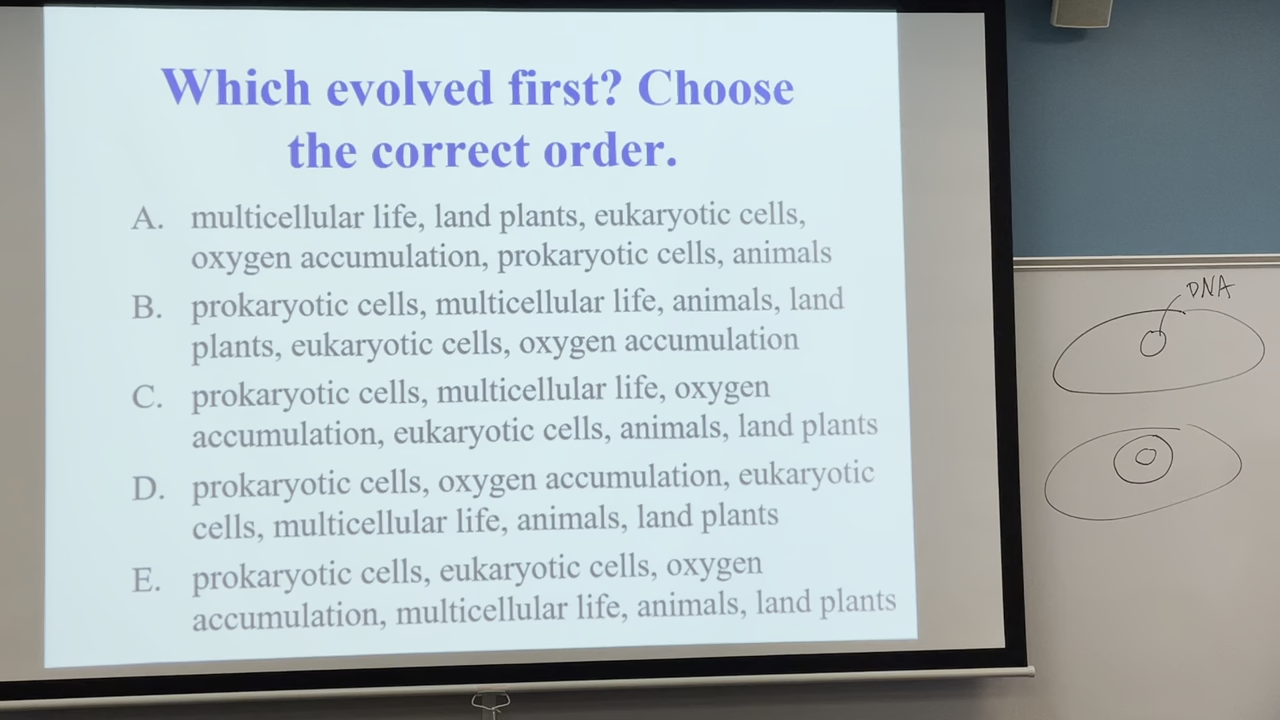 Which evolved first? Choose
the correct order.
A. multicellular life, land plants, eukaryotic cells,
oxygen accumulation, prokaryotic cells, animals
B. prokaryotic cells, multicellular life, animals, land
plants, eukaryotic cells, oxygen accumulation
C. prokaryotic cells, multicellular life, oxygen
accumulation, eukaryotic cells, animals, land plants
D. prokaryotic cells, oxygen accumulation, eukaryotic
cells, multicellular life, animals, land plants
E. prokaryotic cells, eukaryotic cells, oxygen
accumulation, multicellular life, animals, land plants
DNA